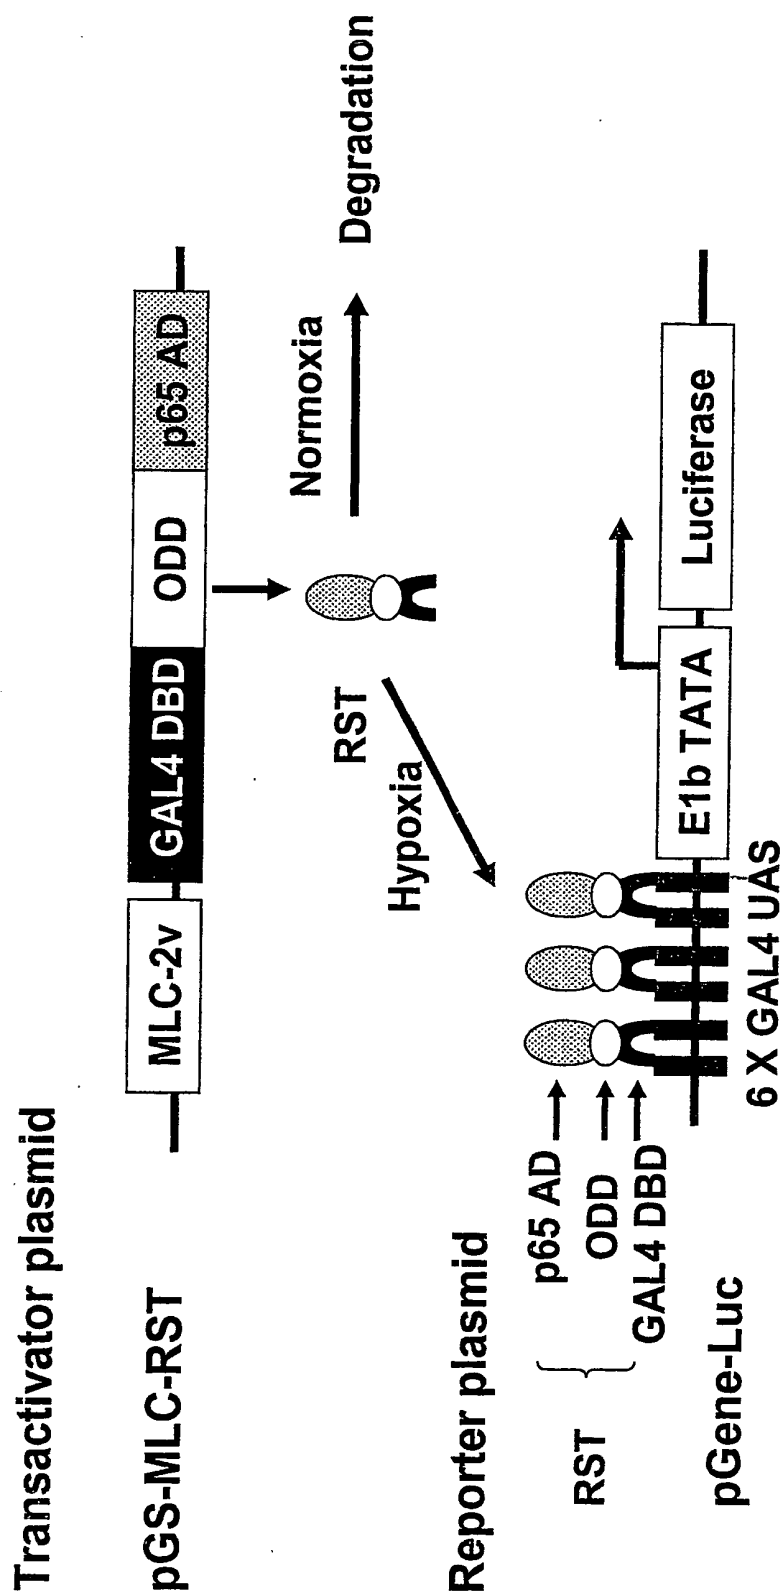 Transactivator plasmid
pGS-MLC-RST
MLC-2v
GAL4 DBD
ODD
p65 AD
RST
Normoxia
Degradation
Hypoxia
Reporter plasmid
RST
p65 AD
ODD
GAL4 DBD
pGene-Luc
E1b TATA
Luciferase
6 X GAL4 UAS